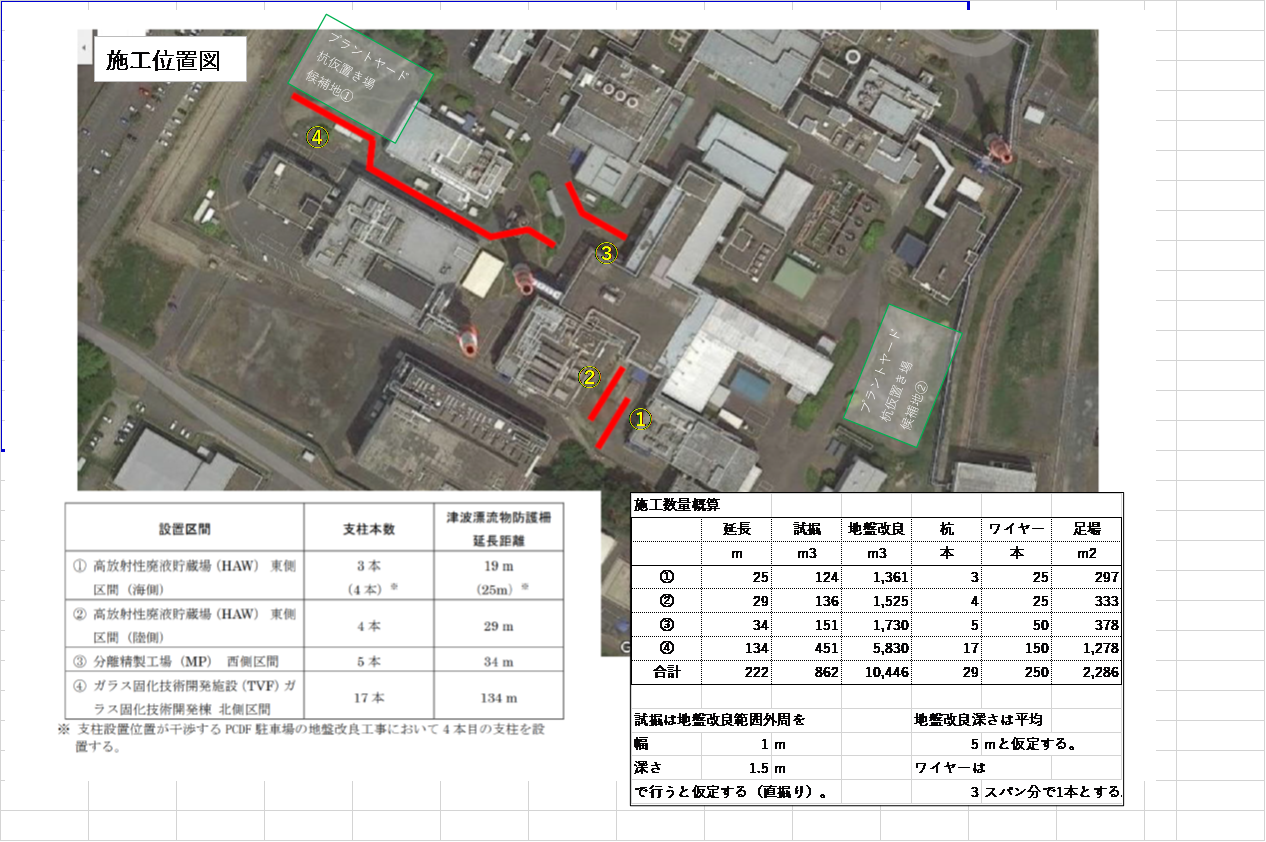 施工位置図
プラントヤード
杭仮置き場
候補地①
④
③
②
①
プラントヤード
杭仮置き場
候補地②
設置区間 支柱本数 津波漂流物防護柵
延長距離
① 高放射性廃液貯蔵場(HAW) 東側 3 本 19 m
区間(海側) (4 本)※ (25m)※
② 高放射性廃液貯蔵場(HAW) 東側 4 本 29 m
区間(陸側)
③ 分離精製工場(MP) 西側区間 5 本 34 m
④ ガラス固化技術開発施設(TVF)ガ 17 本 134 m
ラス固化技術開発棟 北側区間
※ 支柱設置位置が干渉する PCDF 駐車場の地盤改良工事において 4 本目の支柱を設
置する。
施工数量概算
延長 試掘 地盤改良 杭 ワイヤー 足場
m m3 m3 本 本 m2
① 25 124 1,361 3 25 297
② 29 136 1,525 4 25 333
③ 34 151 1,730 5 50 378
④ 134 451 5,830 17 150 1,278
合計 222 862 10,446 29 250 2,286
試掘は地盤改良範囲外周を 地盤改良深さは平均
幅 1 m 5 mと仮定する。
深さ 1.5 m ワイヤーは
で行うと仮定する(直掘り)。 3 スパン分で1本とする.